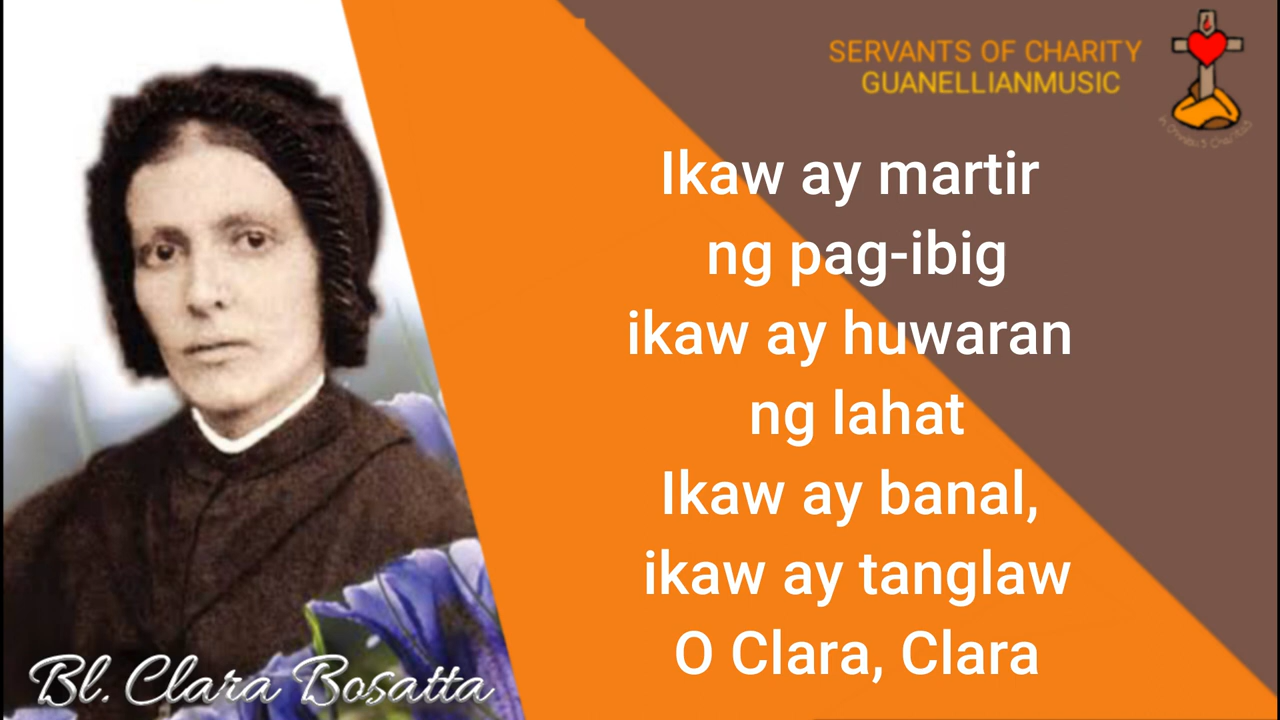 SERVANTS OF CHARITY
GUANELLIANMUSIC
Ikaw ay martir
ng pag-ibig
ikaw ay huwaran
ng lahat
Ikaw ay banal,
ikaw ay tanglaw
O Clara, Clara
Bl. Clara Bosatta